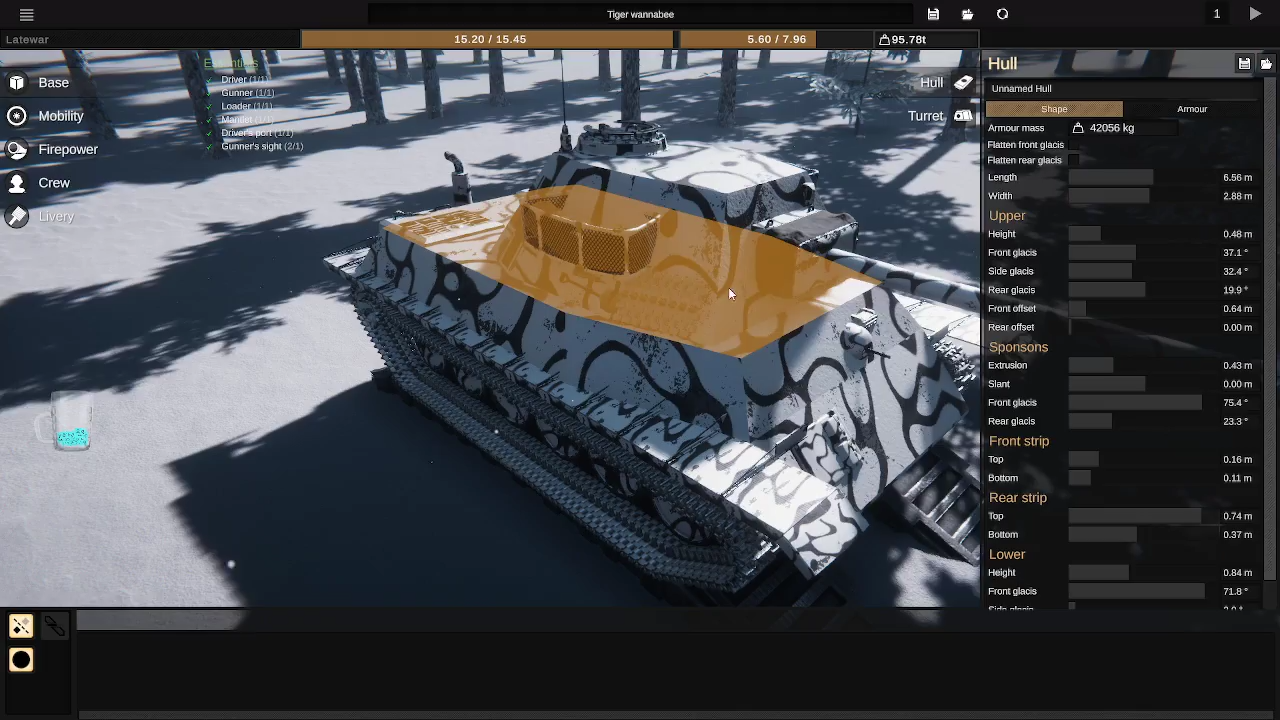 Tiger wannabee
1
Latewar
15.20 / 15.45
5.60 / 7.96
95.78t
Base
Mobility
Firepower
Crew
Livery
Essentials
Driver (1/1)
Gunner (1/1)
Loader (1/1)
Mantlet (1/1)
Driver's port (1/1)
Gunner's sight (2/1)
Hull
Turret
Hull
Unnamed Hull
Shape
Armour
Armour mass 42056 kg
Flatten front glacis
Flatten rear glacis
Length 6.56 m
Width 2.88 m
Upper
Height 0.48 m
Front glacis 37.1 °
Side glacis 32.4 °
Rear glacis 19.9 °
Front offset 0.64 m
Rear offset 0.00 m
Sponsons
Extrusion 0.43 m
Slant 0.00 m
Front glacis 75.4 °
Rear glacis 23.3 °
Front strip
Top 0.16 m
Bottom 0.11 m
Rear strip
Top 0.74 m
Bottom 0.37 m
Lower
Height 0.84 m
Front glacis 71.8 °